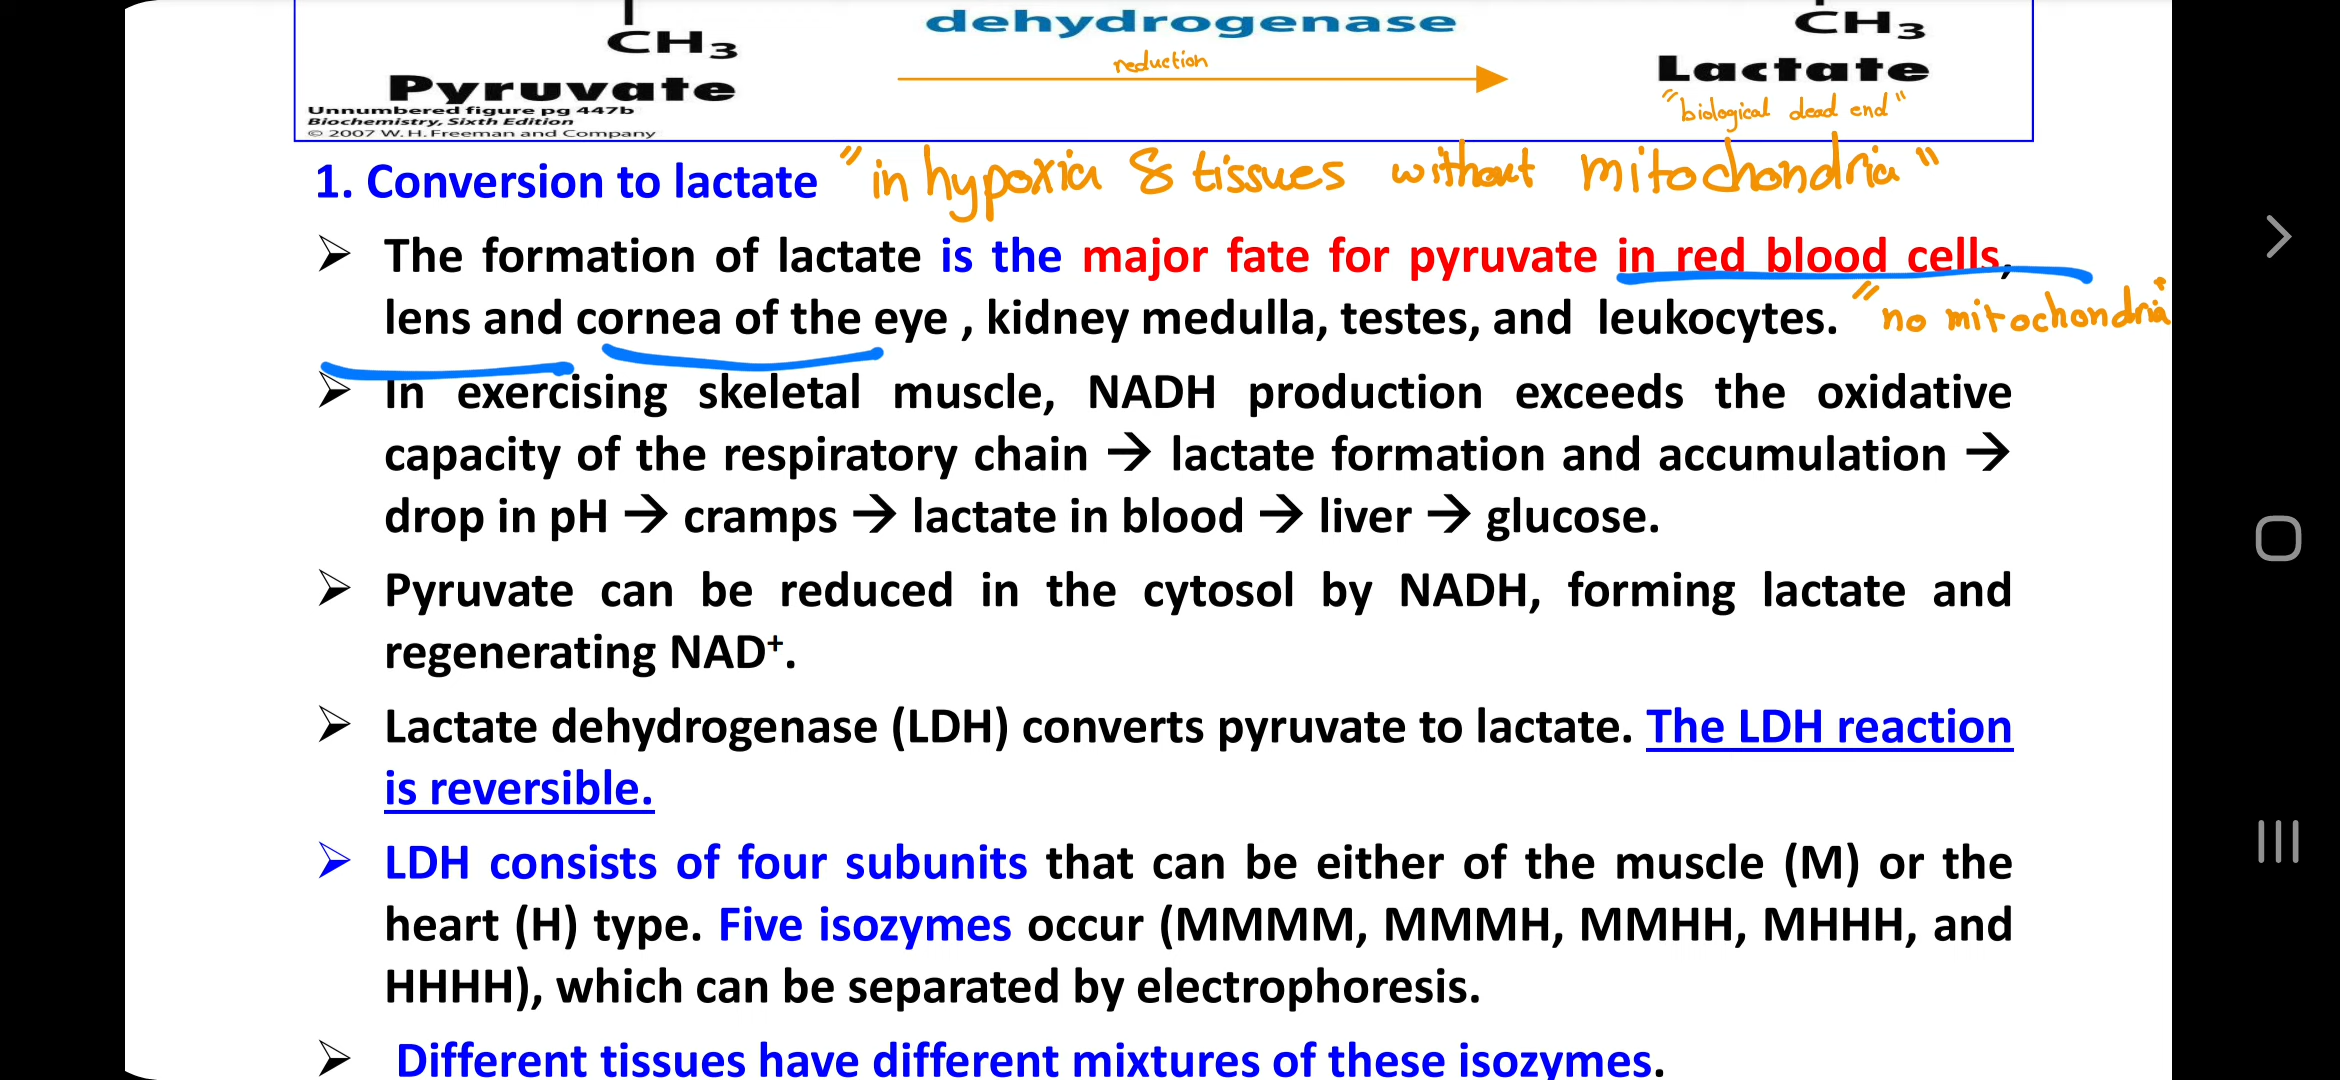 CH3
dehydrogenase
CH3
reduction
Pyruvate
Lactate
"biological dead end"
Unnumbered figure pg 447b
Biochemistry, Sixth Edition
© 2007 W. H. Freeman and Company
1. Conversion to lactate "in hypoxia & tissues without mitochondria"
➢ The formation of lactate is the major fate for pyruvate in red blood cells,
lens and cornea of the eye , kidney medulla, testes, and leukocytes. "no mitochondria
➢ In exercising skeletal muscle, NADH production exceeds the oxidative
capacity of the respiratory chain → lactate formation and accumulation →
drop in pH → cramps → lactate in blood → liver → glucose.
➢ Pyruvate can be reduced in the cytosol by NADH, forming lactate and
regenerating NAD⁺.
➢ Lactate dehydrogenase (LDH) converts pyruvate to lactate. The LDH reaction
is reversible.
➢ LDH consists of four subunits that can be either of the muscle (M) or the
heart (H) type. Five isozymes occur (MMMM, MMMH, MMHH, MHHH, and
HHHH), which can be separated by electrophoresis.
➢ Different tissues have different mixtures of these isozymes.